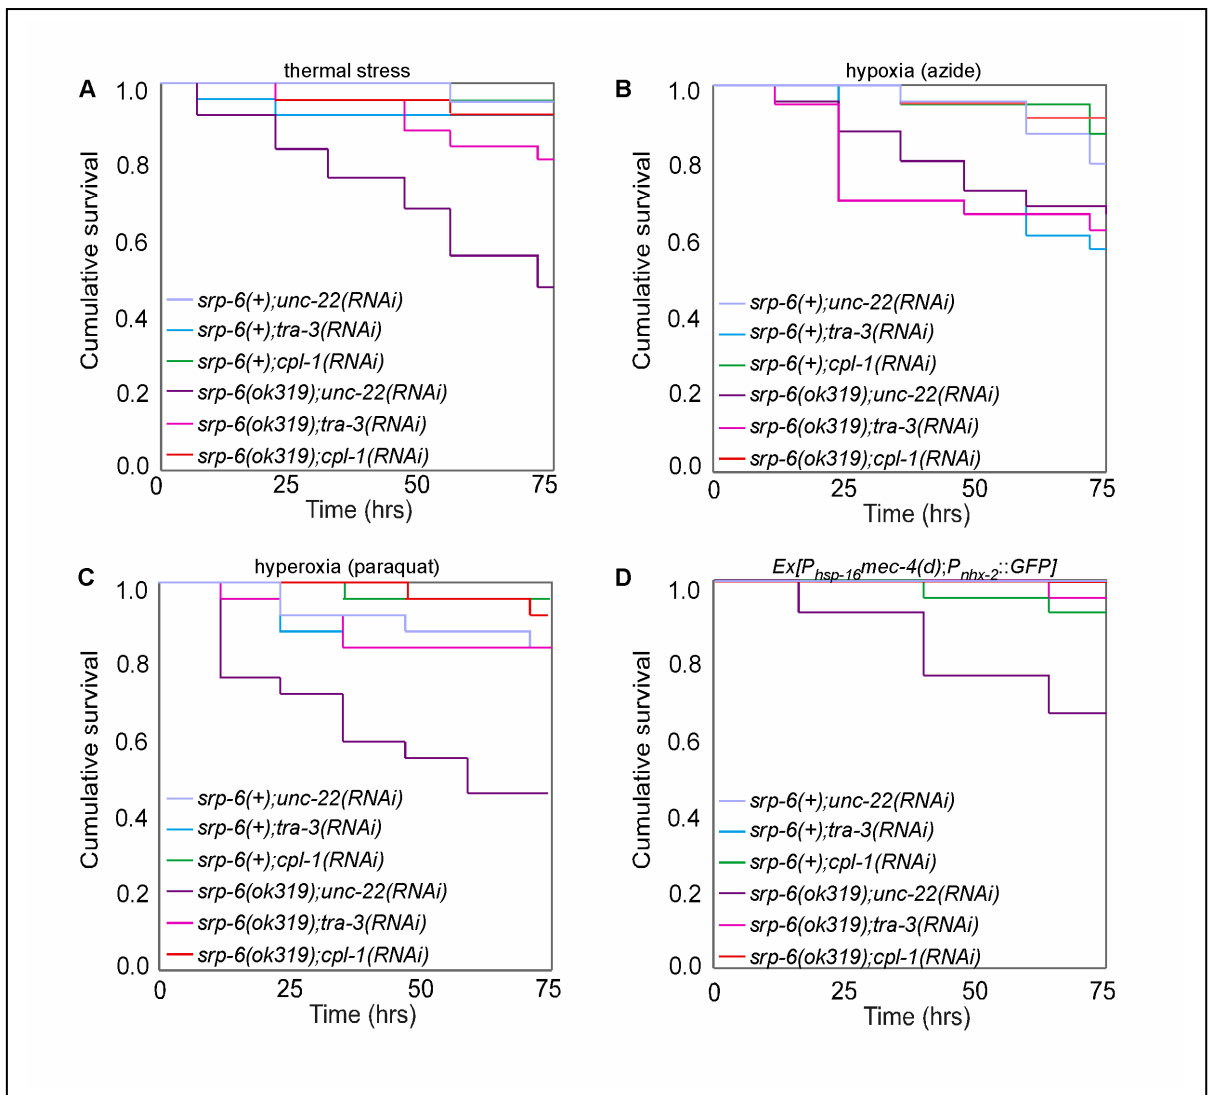 A
thermal stress
Cumulative survival
1.0
0.8
0.6
0.4
0.2
0.0
srp-6(+);unc-22(RNAi)
srp-6(+);tra-3(RNAi)
srp-6(+);cpl-1(RNAi)
srp-6(ok319);unc-22(RNAi)
srp-6(ok319);tra-3(RNAi)
srp-6(ok319);cpl-1(RNAi)
0 25 50 75
Time (hrs)
B
hypoxia (azide)
Cumulative survival
1.0
0.8
0.6
0.4
0.2
0.0
srp-6(+);unc-22(RNAi)
srp-6(+);tra-3(RNAi)
srp-6(+);cpl-1(RNAi)
srp-6(ok319);unc-22(RNAi)
srp-6(ok319);tra-3(RNAi)
srp-6(ok319);cpl-1(RNAi)
0 25 50 75
Time (hrs)
C
hyperoxia (paraquat)
Cumulative survival
1.0
0.8
0.6
0.4
0.2
0.0
srp-6(+);unc-22(RNAi)
srp-6(+);tra-3(RNAi)
srp-6(+);cpl-1(RNAi)
srp-6(ok319);unc-22(RNAi)
srp-6(ok319);tra-3(RNAi)
srp-6(ok319);cpl-1(RNAi)
0 25 50 75
Time (hrs)
D
Ex[Phsp-16mec-4(d);Pnhx-2::GFP]
Cumulative survival
1.0
0.8
0.6
0.4
0.2
0.0
srp-6(+);unc-22(RNAi)
srp-6(+);tra-3(RNAi)
srp-6(+);cpl-1(RNAi)
srp-6(ok319);unc-22(RNAi)
srp-6(ok319);tra-3(RNAi)
srp-6(ok319);cpl-1(RNAi)
0 25 50 75
Time (hrs)